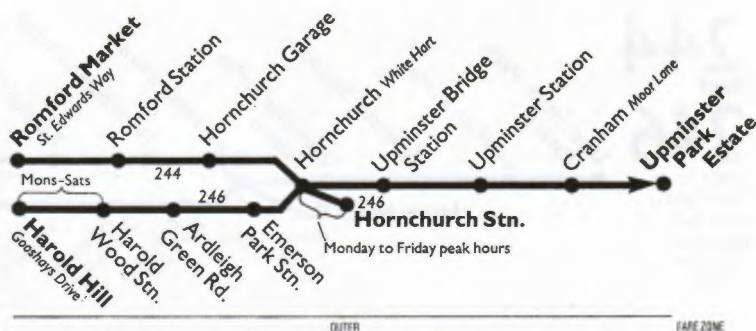 Romford Market
St. Edwards Way
Romford Station
Hornchurch Garage
Hornchurch White Hart
Upminster Bridge
Station
Upminster Station
Cranham Moor Lane
Upminster
Park
Estate
244
Mons-Sats
246
246
Hornchurch Stn.
Monday to Friday peak hours
Harold Hill
Gooshays Drive
Harold
Wood Stn.
Ardleigh
Green Rd.
Emerson
Park Stn.
OUTER
FARE ZONE